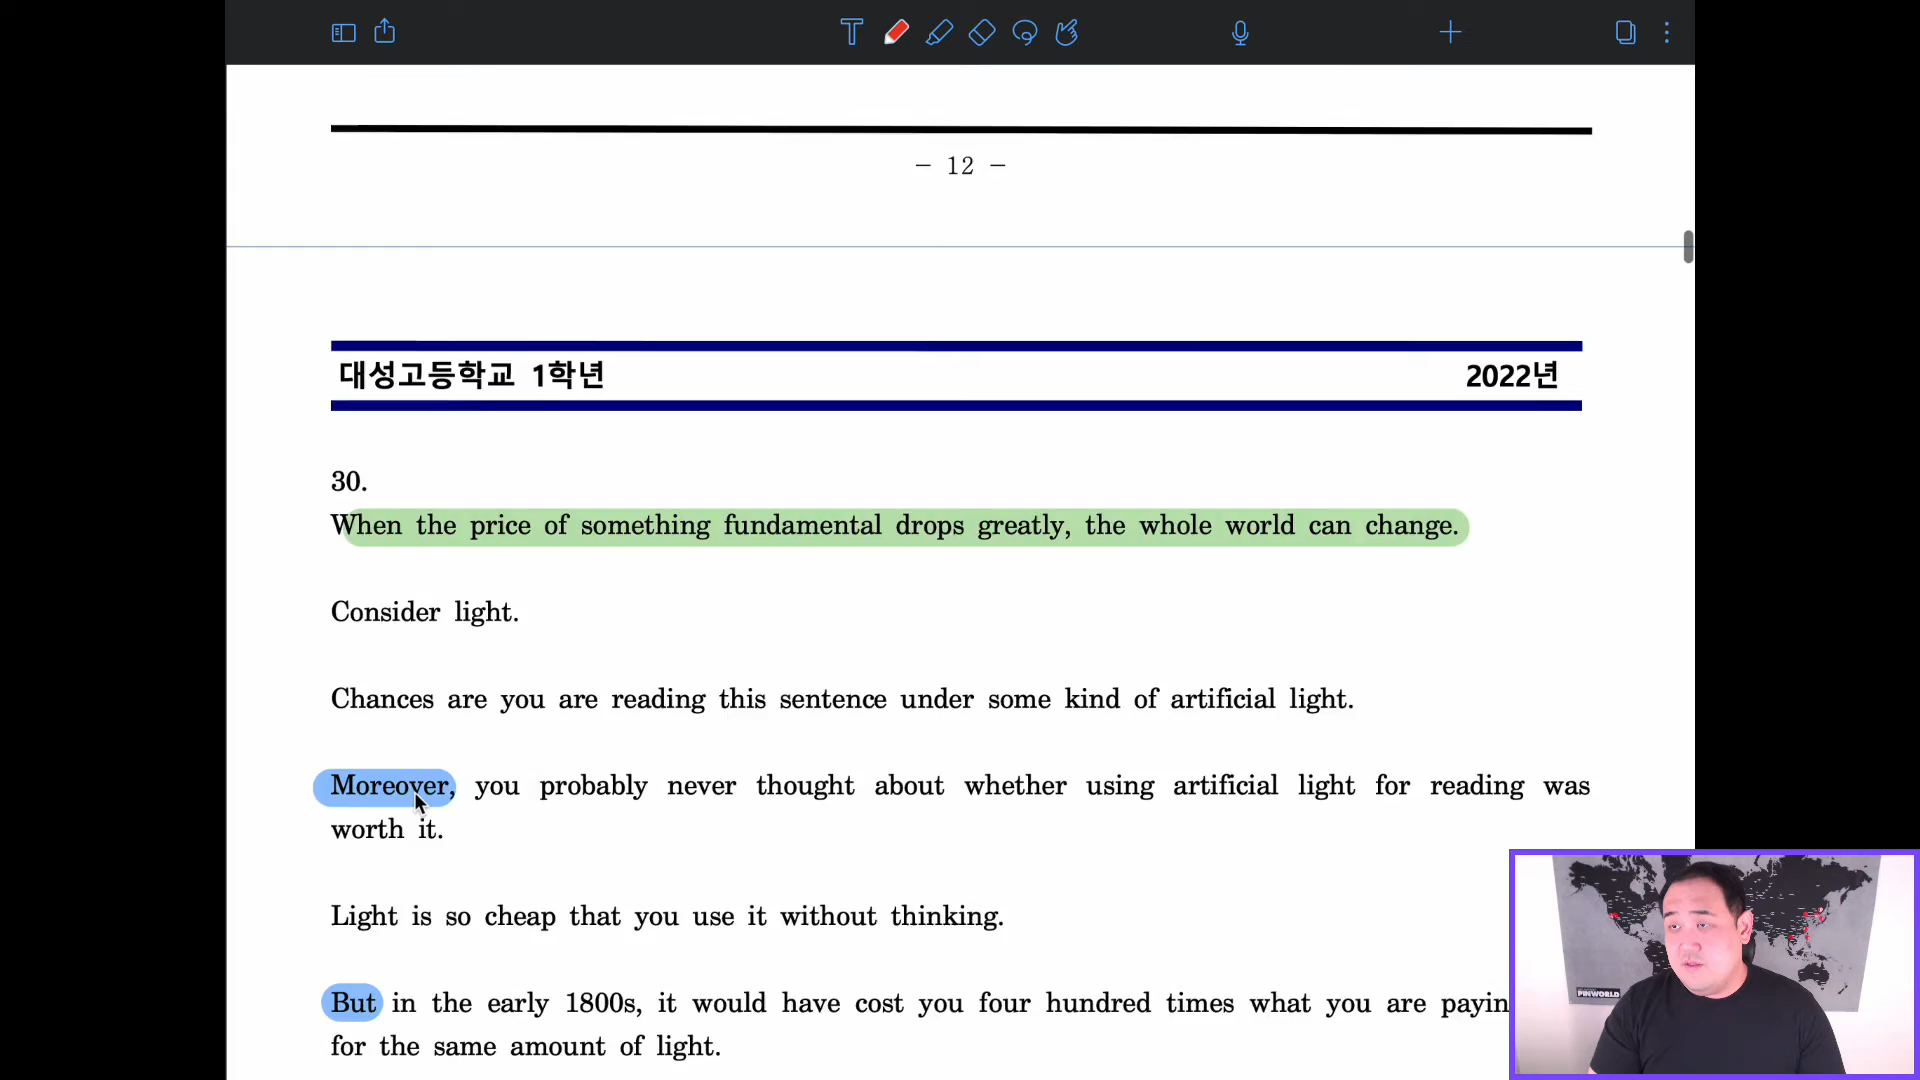 - 12 -
대성고등학교 1학년 2022년
30.
When the price of something fundamental drops greatly, the whole world can change.
Consider light.
Chances are you are reading this sentence under some kind of artificial light.
Moreover, you probably never thought about whether using artificial light for reading was
worth it.
Light is so cheap that you use it without thinking.
But in the early 1800s, it would have cost you four hundred times what you are payin
for the same amount of light.
PINWORLD